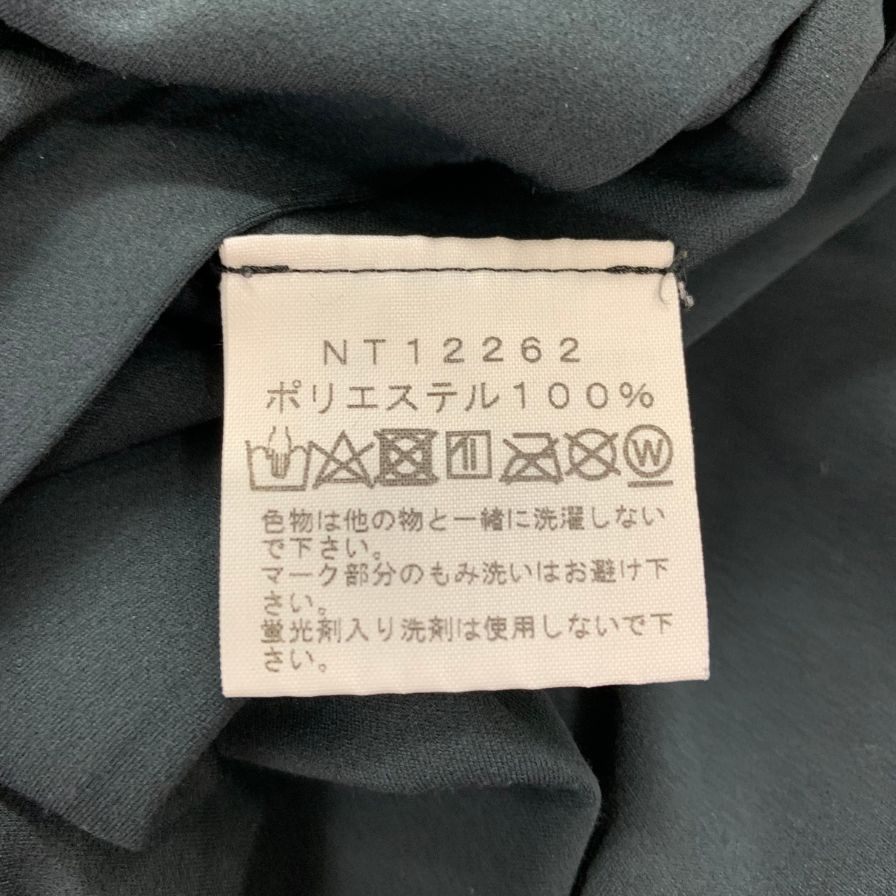 NT12262
ポリエステル100%
W
色物は他の物と一緒に洗濯しない
で下さい。
マーク部分のもみ洗いはお避け下
さい。
蛍光剤入り洗剤は使用しないで下
さい。